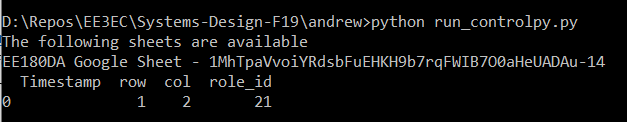 D:\Repos\EE3EC\Systems-Design-F19\andrew>python run_controlpy.py
The following sheets are available
EE180DA Google Sheet - 1MhTpaVvoiYRdsbFuEHKH9b7rqFWIB7O0aHeUADAu-14
Timestamp row col role_id
0 1 2 21